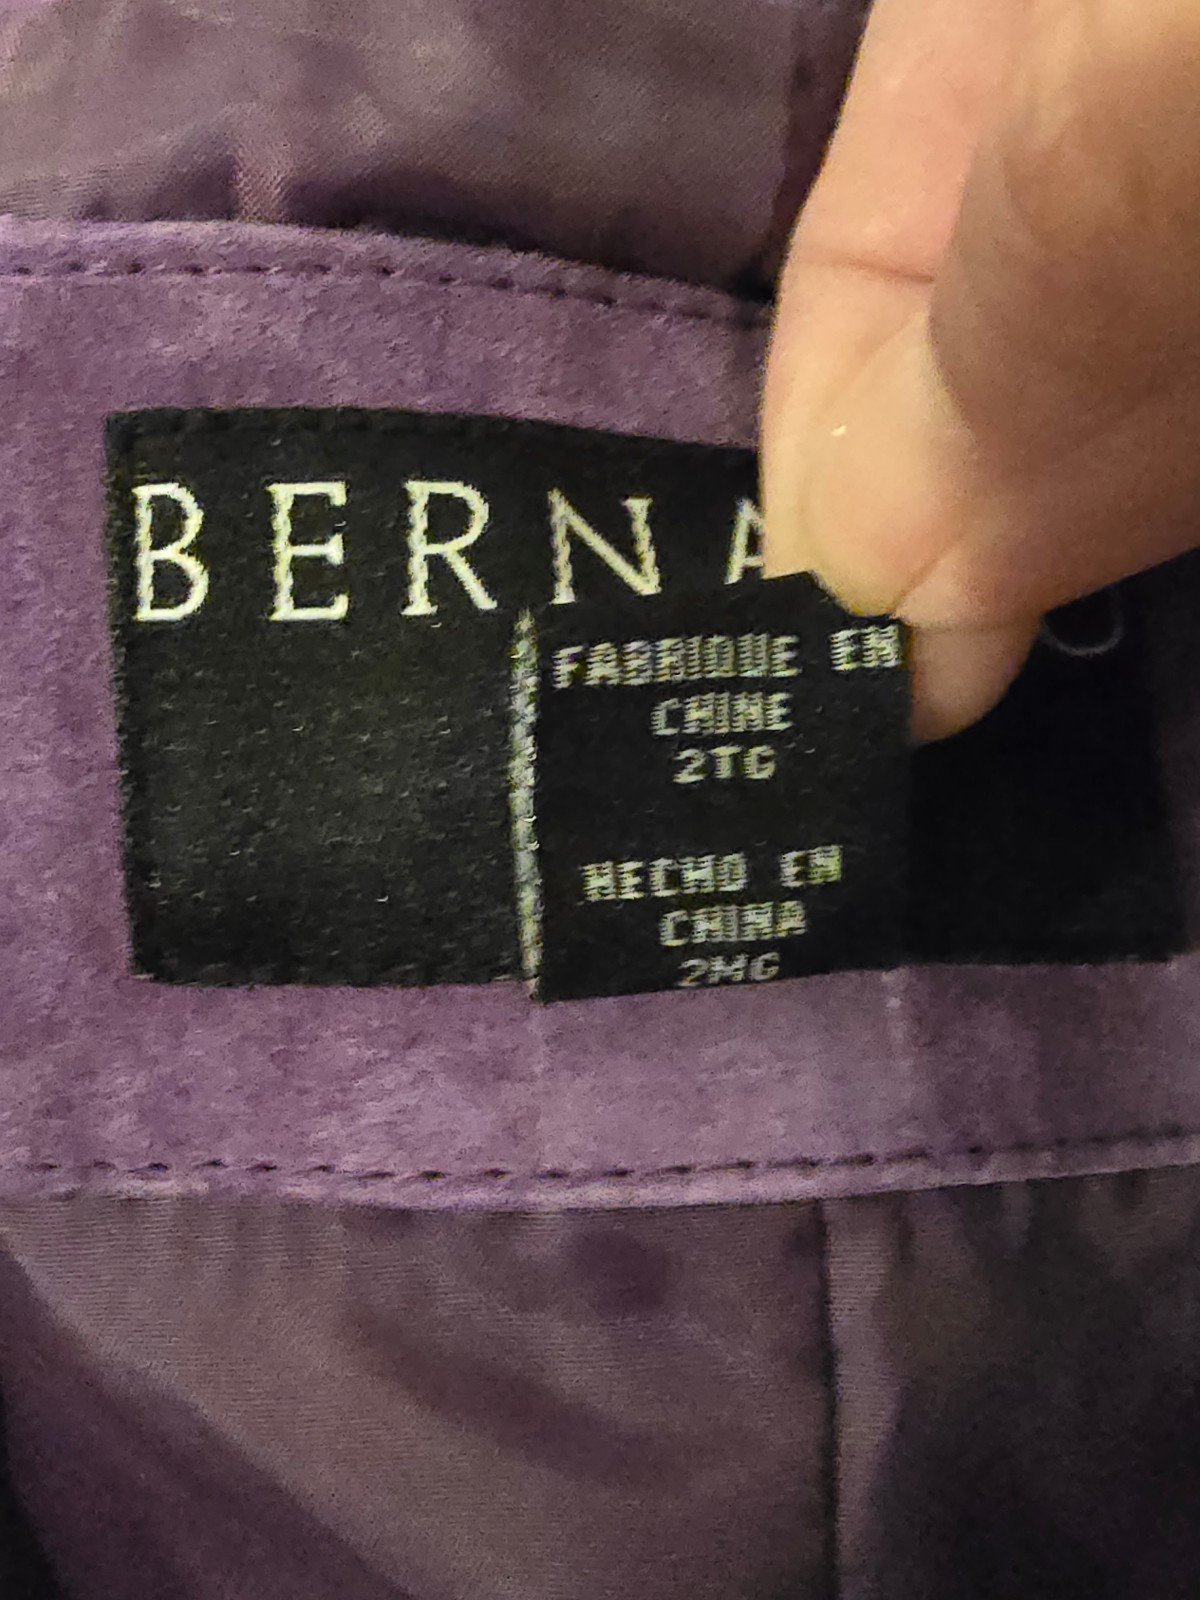 BERNA
FABRIQUE EN
CHINE
2TG
HECHO EN
CHINA
2MG